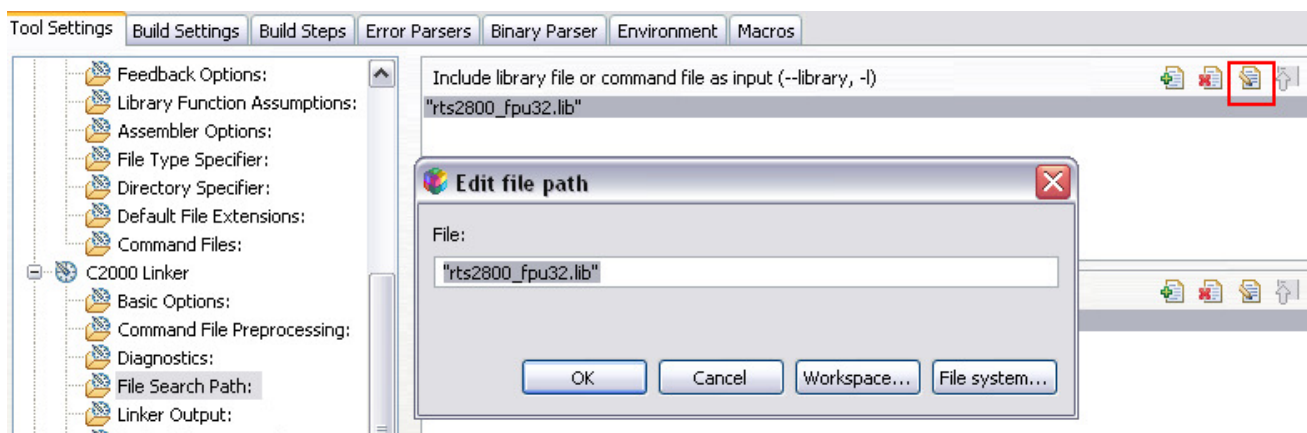 Tool Settings Build Settings Build Steps Error Parsers Binary Parser Environment Macros
Feedback Options:
Library Function Assumptions:
Assembler Options:
File Type Specifier:
Directory Specifier:
Default File Extensions:
Command Files:
C2000 Linker
Basic Options:
Command File Preprocessing:
Diagnostics:
File Search Path:
Linker Output:
Include library file or command file as input (--library, -l)
"rts2800_fpu32.lib"
Edit file path
File:
"rts2800_fpu32.lib"
OK Cancel Workspace... File system...